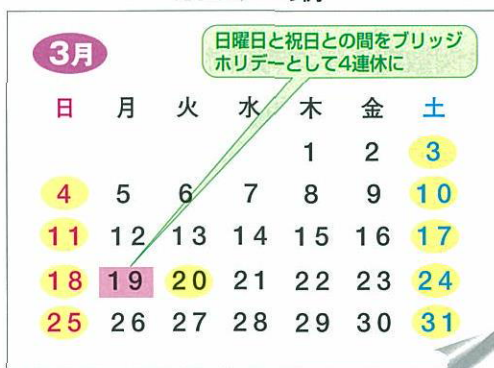 3月
日曜日と祝日との間をブリッジ
ホリデーとして4連休に
日 月 火 水 木 金 土
1 2 3
4 5 6 7 8 9 10
11 12 13 14 15 16 17
18 19 20 21 22 23 24
25 26 27 28 29 30 31